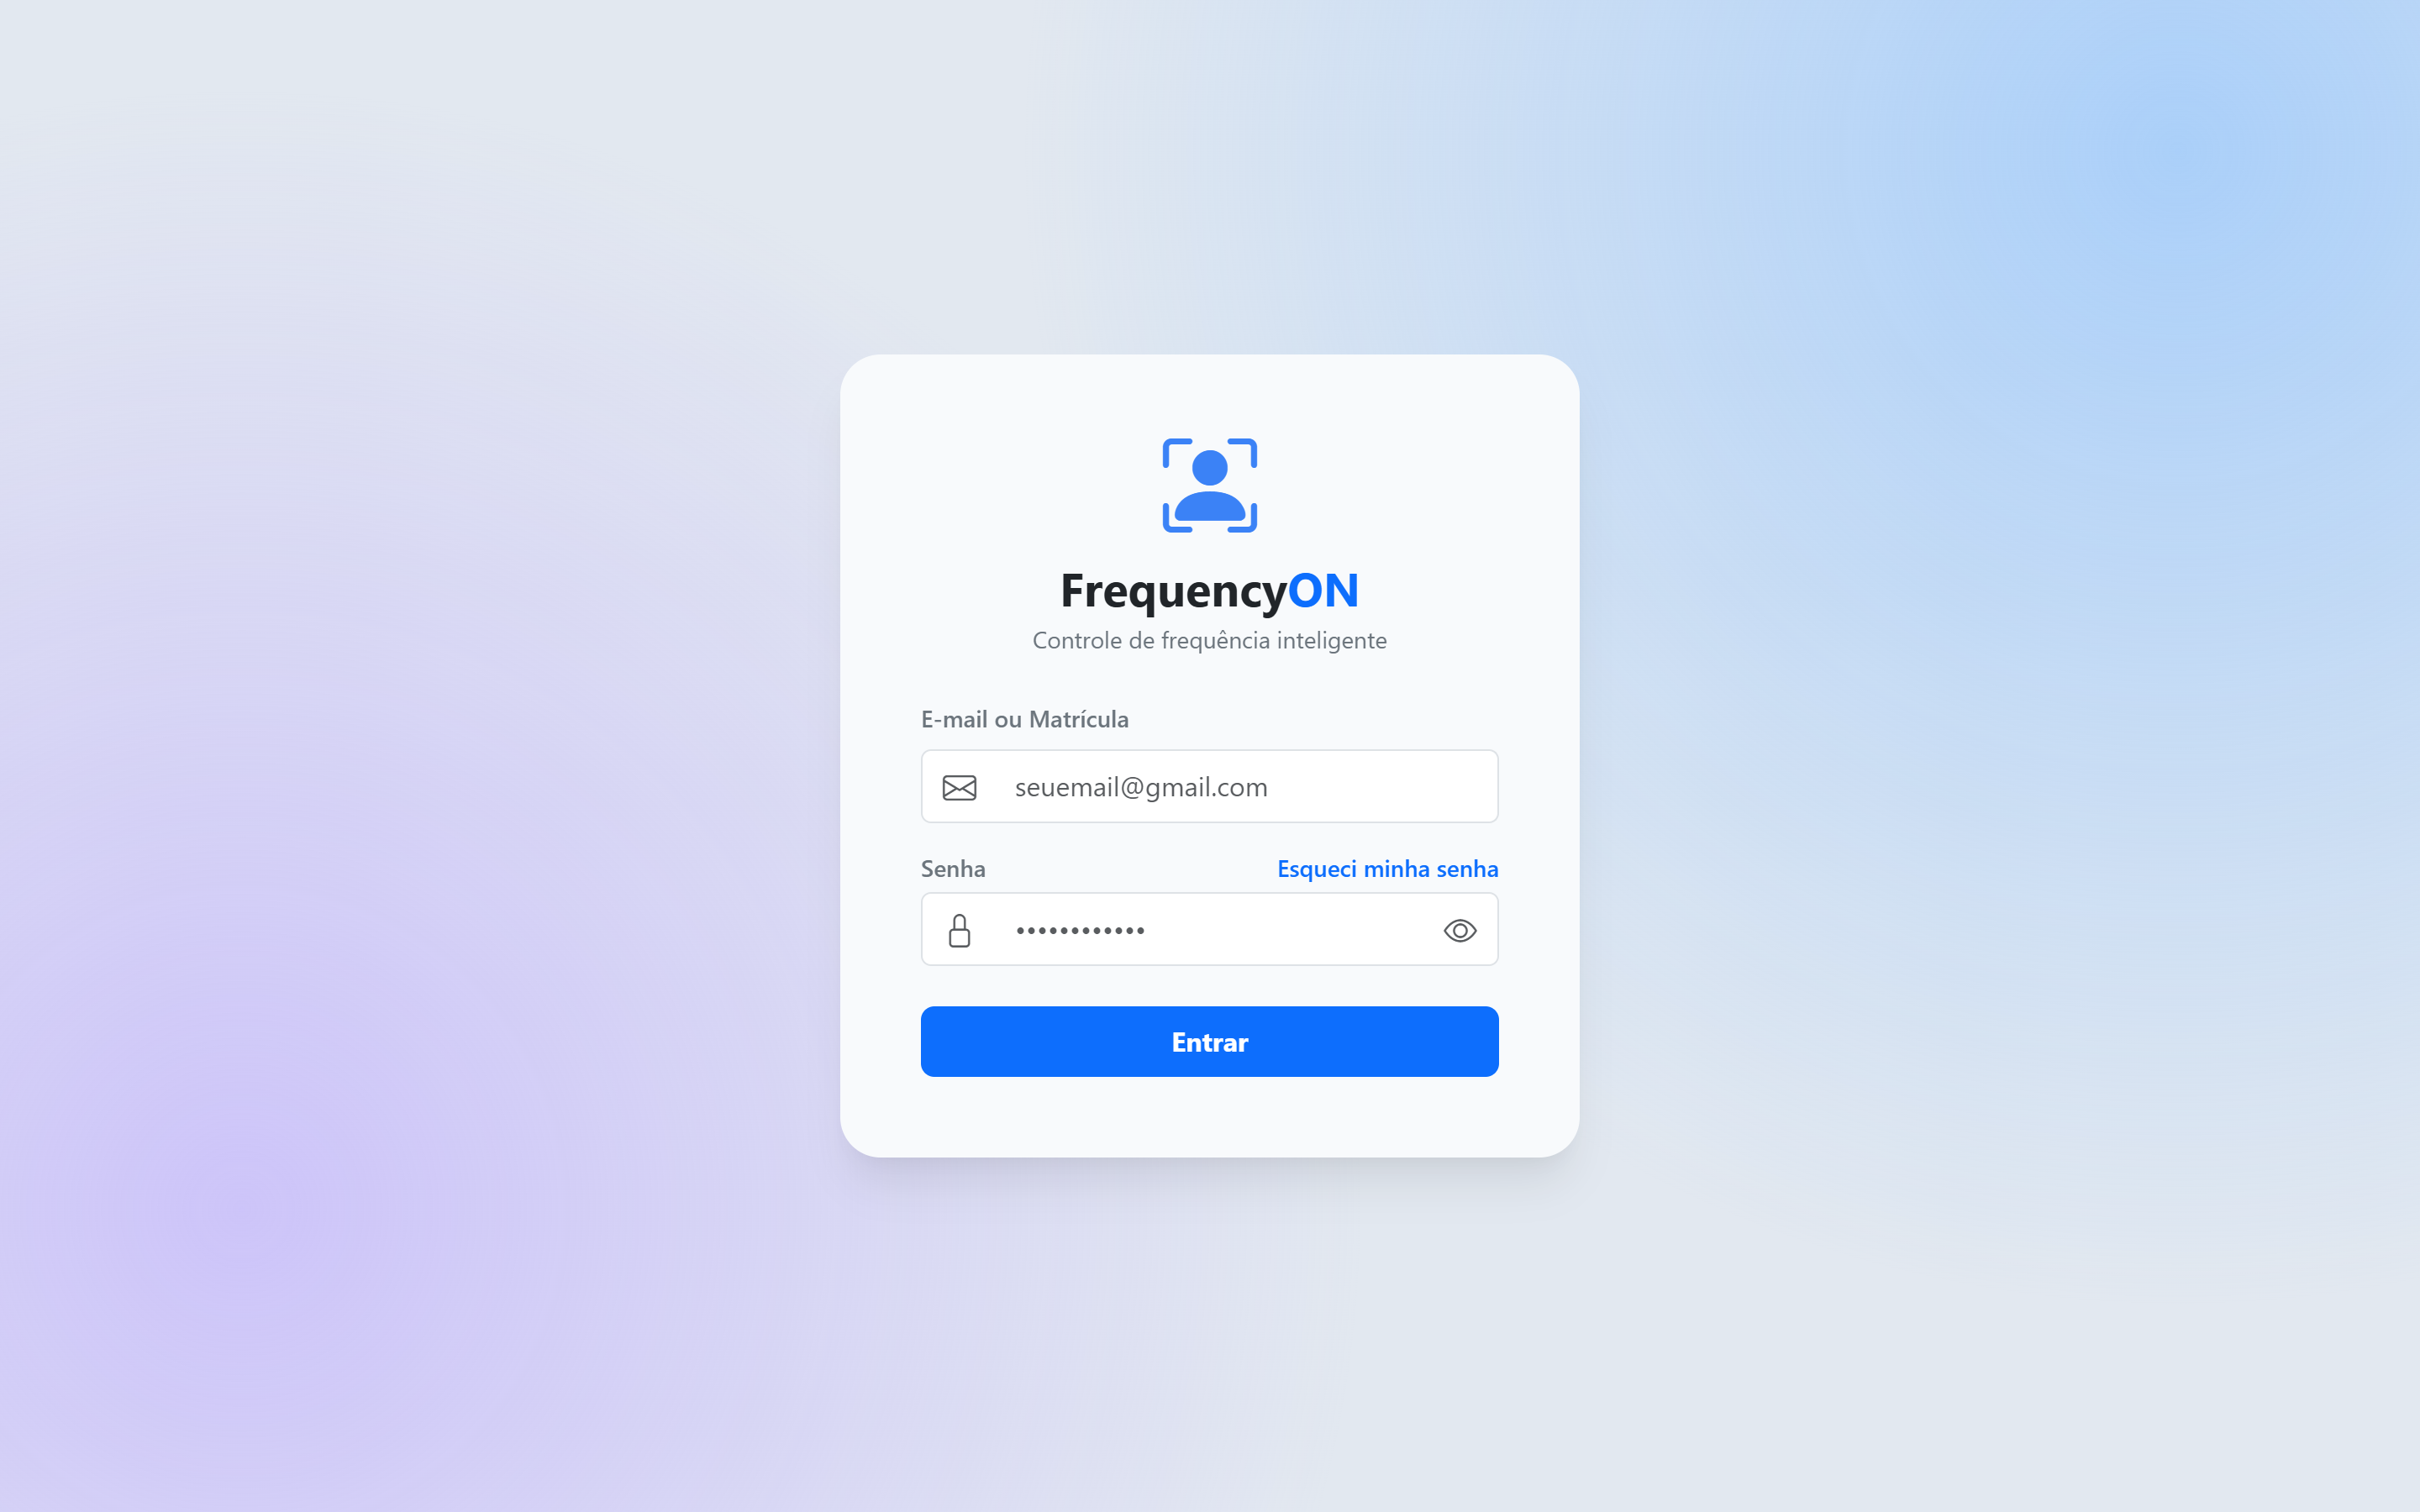 FrequencyON
Controle de frequência inteligente
E-mail ou Matrícula
seuemail@gmail.com
Senha Esqueci minha senha
••••••••••••
Entrar